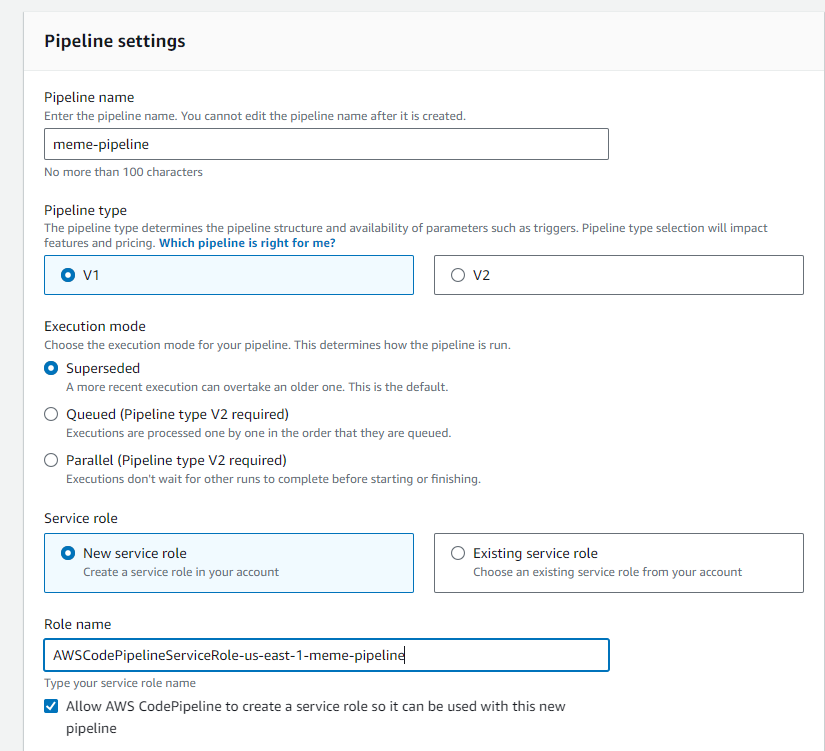 Pipeline settings
Pipeline name
Enter the pipeline name. You cannot edit the pipeline name after it is created.
meme-pipeline
No more than 100 characters
Pipeline type
The pipeline type determines the pipeline structure and availability of parameters such as triggers. Pipeline type selection will impact
features and pricing. Which pipeline is right for me?
V1
V2
Execution mode
Choose the execution mode for your pipeline. This determines how the pipeline is run.
Superseded
A more recent execution can overtake an older one. This is the default.
Queued (Pipeline type V2 required)
Executions are processed one by one in the order that they are queued.
Parallel (Pipeline type V2 required)
Executions don't wait for other runs to complete before starting or finishing.
Service role
New service role
Create a service role in your account
Existing service role
Choose an existing service role from your account
Role name
AWSCodePipelineServiceRole-us-east-1-meme-pipeline
Type your service role name
Allow AWS CodePipeline to create a service role so it can be used with this new
pipeline